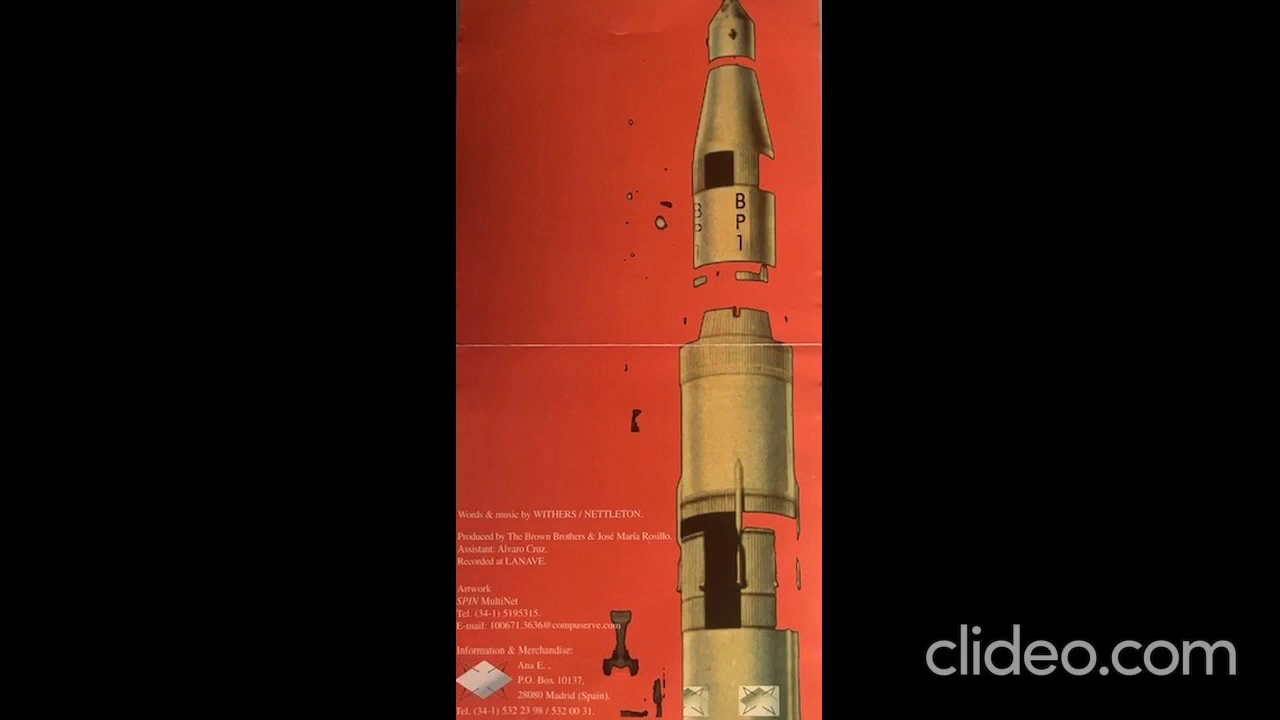 B
P
1
B
P
1
Words & music by WITHERS / NETTLETON.
Produced by The Brown Brothers & José María Rosillo.
Assistant: Alvaro Cruz.
Recorded at LANAVE.
Artwork
SPIN MultiNet
Tel. (34-1) 5195315.
E-mail: 100671.3636@compuserve.com
Information & Merchandise:
Ana E. .
P.O. Box 10137,
28080 Madrid (Spain).
Tel. (34-1) 532 23 98 / 532 00 31.
clideo.com